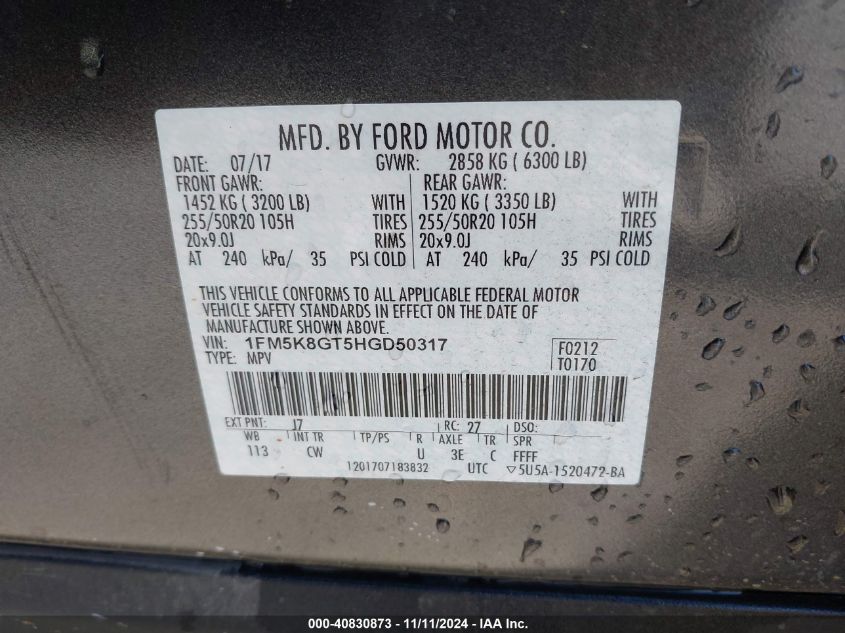 MFD. BY FORD MOTOR CO.
DATE: 07/17 GVWR: 2858 KG ( 6300 LB)
FRONT GAWR: REAR GAWR:
1452 KG ( 3200 LB) WITH 1520 KG ( 3350 LB) WITH
255/50R20 105H TIRES 255/50R20 105H TIRES
20x9.0J RIMS 20x9.0J RIMS
AT 240 kPa/ 35 PSI COLD AT 240 kPa/ 35 PSI COLD
THIS VEHICLE CONFORMS TO ALL APPLICABLE FEDERAL MOTOR
VEHICLE SAFETY STANDARDS IN EFFECT ON THE DATE OF
MANUFACTURE SHOWN ABOVE.
VIN: 1FM5K8GT5HGD50317 F0212
TYPE: MPV T0170
EXT PNT: J7 RC: 27 DSO:
WB INT TR TP/PS R AXLE TR SPR
113 CW U 3E C FFFF
1201707183832 UTC ▽5U5A-1520472-BA
000-40830873 - 11/11/2024 - IAA Inc.